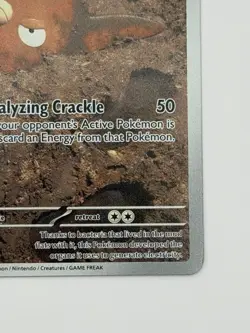 alyzing Crackle 50
your opponent's Active Pokémon is
scard an Energy from that Pokémon.
retreat
Thanks to bacteria that lived in the mud
flats with it, this Pokémon developed the
organs it uses to generate electricity.
mon / Nintendo / Creatures / GAME FREAK